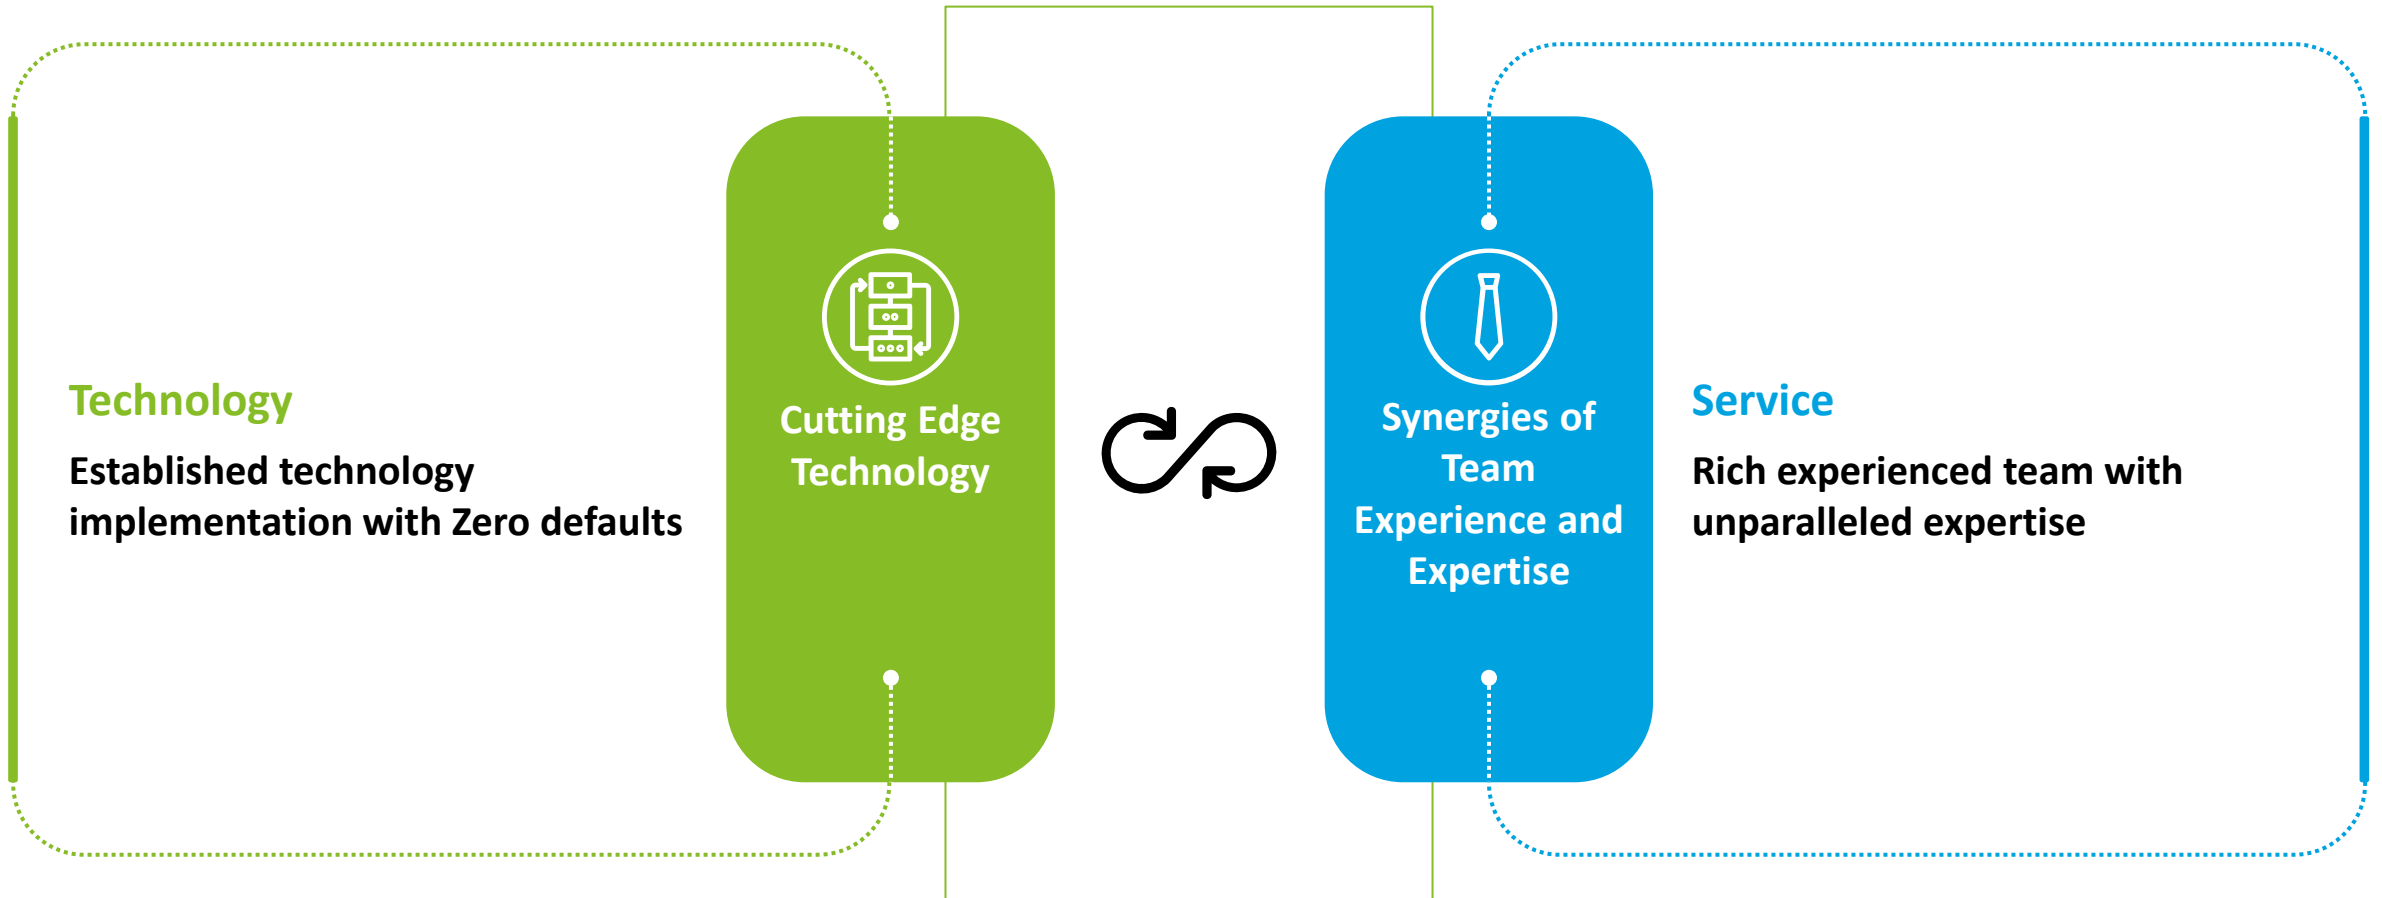 Technology
Established technology
implementation with Zero defaults
Cutting Edge
Technology
Synergies of
Team
Experience and
Expertise
Service
Rich experienced team with
unparalleled expertise